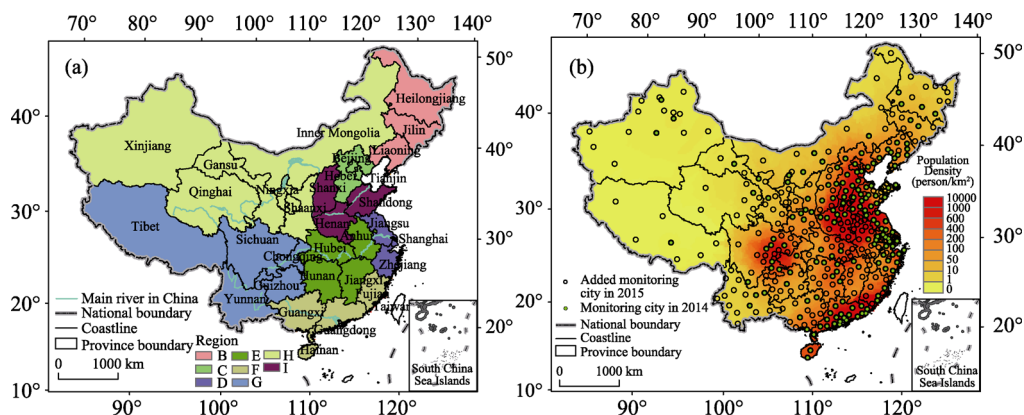 70° 80° 90° 100° 110° 120° 130° 140°
(a)
50°
40°
30°
20°
10°
40°
30°
20°
Heilongjiang
Jilin
Liaoning
Inner Mongolia
Beijing
Tianjin
Hebei
Xinjiang
Gansu
Ningxia
Shanxi
Shandong
Qinghai
Shaanxi
Henan
Jiangsu
Tibet
Sichuan
Anhui
Shanghai
Hubei
Chongqing
Zhejiang
Hunan
Jiangxi
Guizhou
Fujian
Yunnan
Guangxi
Taiwan
Guangdong
Hainan
Main river in China
National boundary
Coastline
Province boundary
0 1000 km
Region
B E H
C F I
D G
South China
Sea Islands
90° 100° 110° 120°
70° 80° 90° 100° 110° 120° 130° 140°
(b)
50°
40°
30°
20°
10°
40°
30°
20°
Population
Density
(person/km²)
10000
1000
600
400
200
100
50
10
1
0
Added monitoring
city in 2015
Monitoring city in 2014
National boundary
Coastline
Province boundary
0 1000 km
South China
Sea Islands
90° 100° 110° 120°